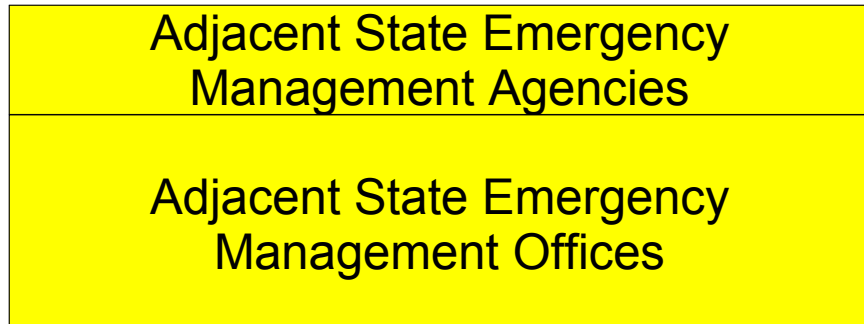 Adjacent State Emergency
Management Agencies
Adjacent State Emergency
Management Offices